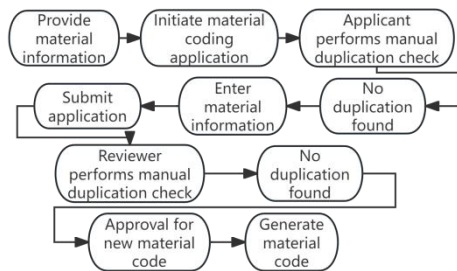 Provide
material
information
Initiate material
coding
application
Applicant
performs manual
duplication check
No
duplication
found
Enter
material
information
Submit
application
Reviewer
performs manual
duplication check
No
duplication
found
Approval for
new material
code
Generate
material
code